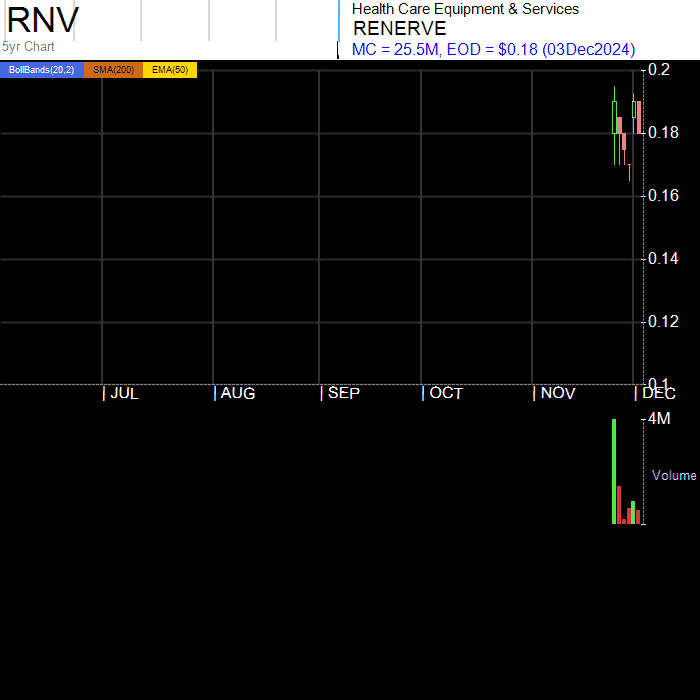 RNV
5yr Chart
Health Care Equipment & Services
RENERVE
MC = 25.5M, EOD = $0.18 (03Dec2024)
BollBands(20,2) SMA(200) EMA(50)
0.2
0.18
0.16
0.14
0.12
0.1
| JUL | AUG | SEP | OCT | NOV | DEC
4M
Volume